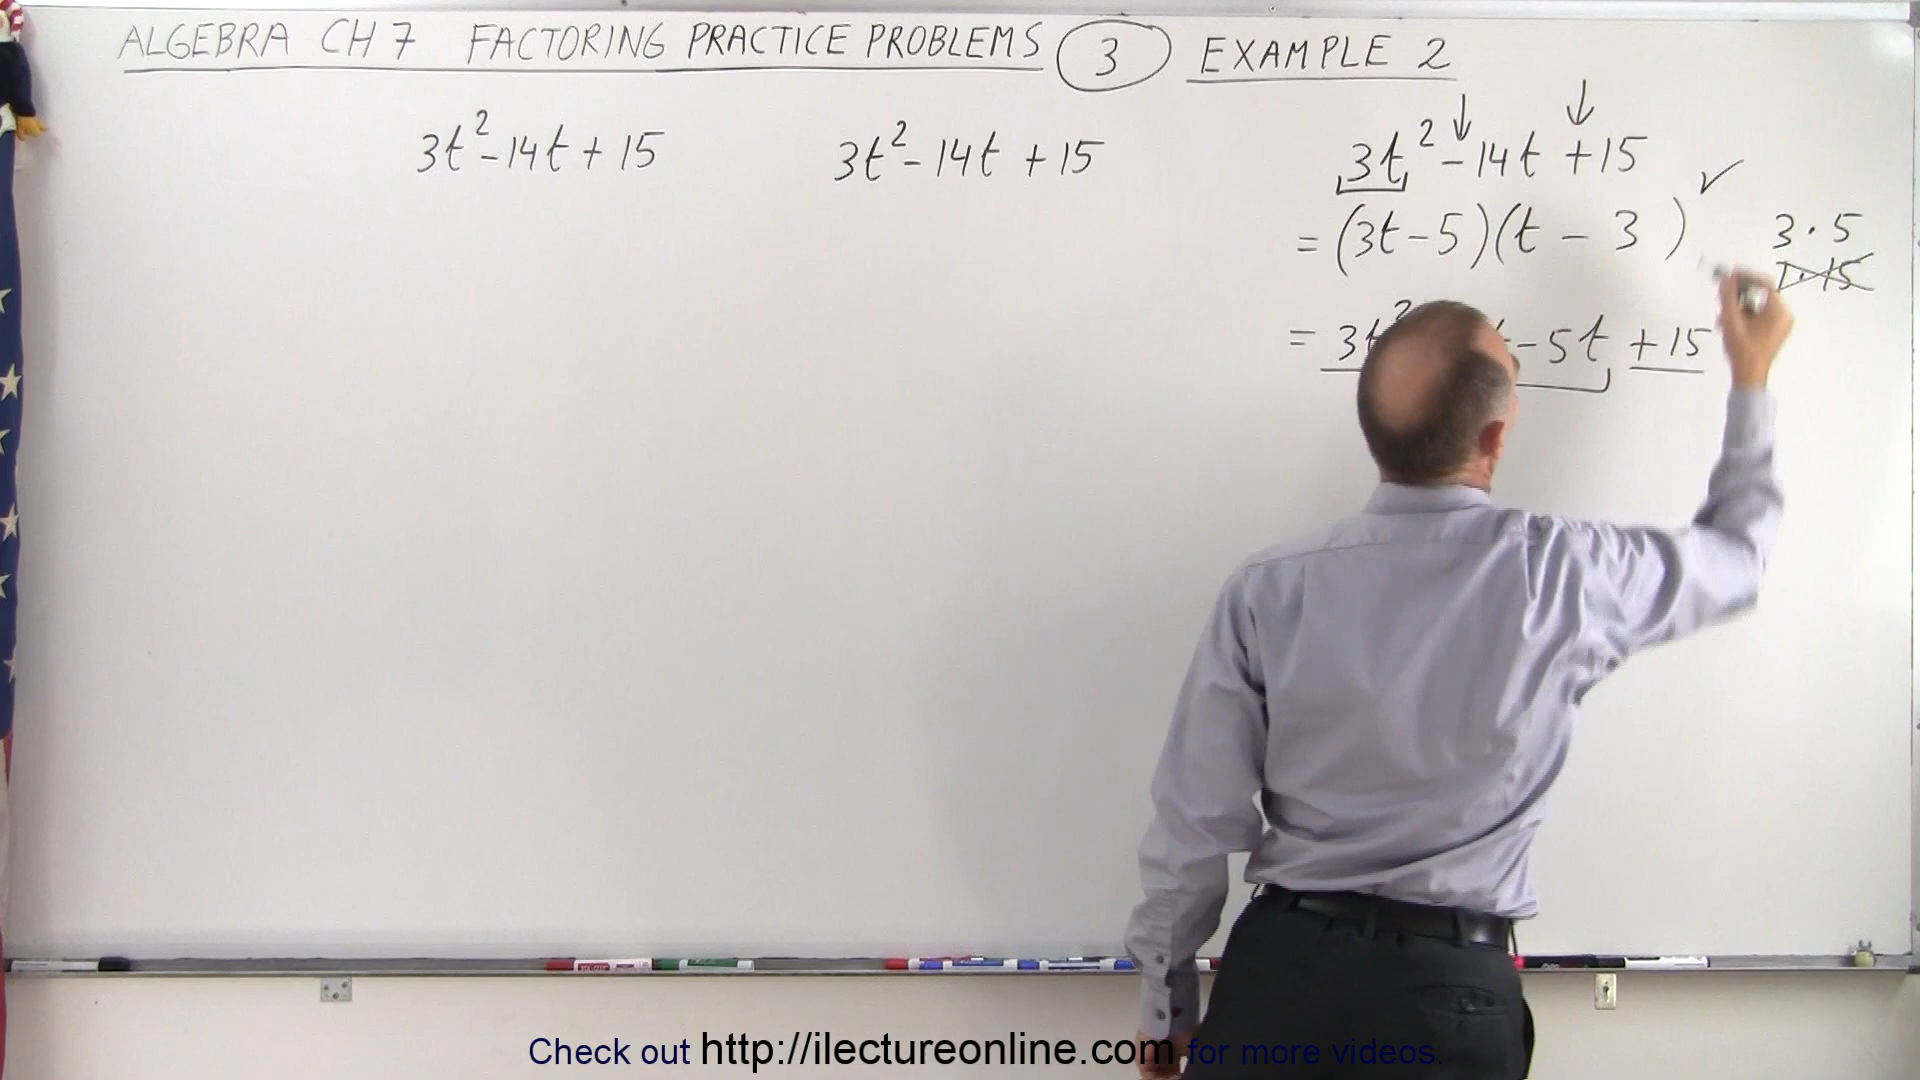 ALGEBRA CH 7 FACTORING PRACTICE PROBLEMS 3 EXAMPLE 2
3t²-14t+15
3t²-14t+15
3t²-14t+15 ✓
=(3t-5)(t-3)
3·5
1·15
=3t² -5t+15
Check out http://ilectureonline.com for more videos.